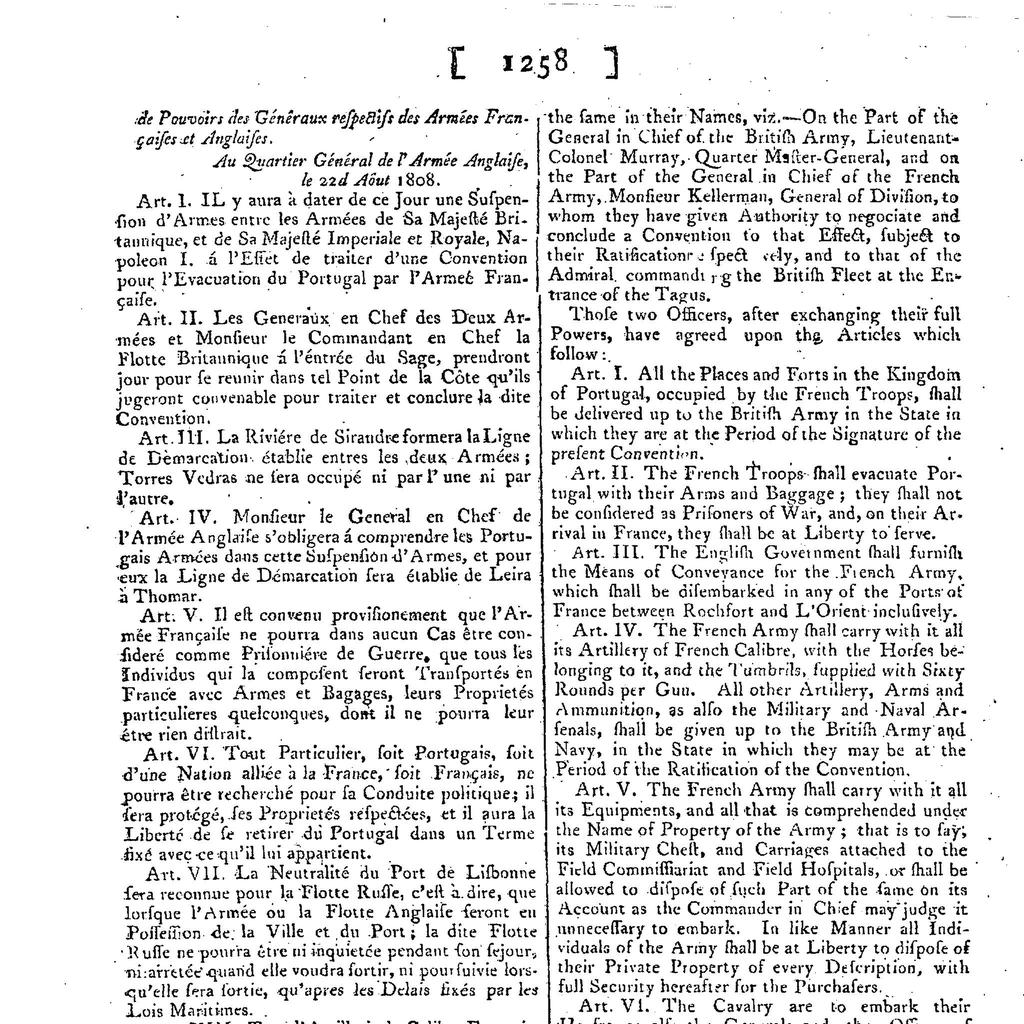 [ 1258 ]
de Pouvoirs des Généraux reſpectifs des Armées Fran-
çaiſes et Anglaiſes.
Au Quartier Général de l'Armée Anglaiſe,
le 22d Aôut 1808.
Art. I. IL y aura à dater de ce Jour une Suſpen-
ſion d'Armes entre les Armées de Sa Majeſté Bri-
tannique, et de Sa Majeſté Imperiale et Royale, Na-
poleon I. á l'Effet de traiter d'une Convention
pour l'Evacuation du Portugal par l'Armeé Fran-
çaiſe.
Art. II. Les Generaux en Chef des Deux Ar-
mées et Monſieur le Commandant en Chef la
Flotte Britannique á l'éntrée du Sage, prendront
jour pour ſe reunir dans tel Point de la Côte qu'ils
jugeront convenable pour traiter et conclure la dite
Convention.
Art. III. La Riviére de Sirandre formera la Ligne
de Dèmarcation établie entres les deux Armées ;
Torres Vedras ne ſera occupé ni par l' une ni par
l'autre.
Art. IV. Monſieur le General en Chef de
l'Armée Anglaiſe s'obligera á comprendre les Portu-
gais Armées dans cette Suſpenſion d'Armes, et pour
eux la Ligne de Démarcation ſera établie de Leira
à Thomar.
Art. V. Il eſt convenu proviſionement que l'Ar-
mée Françaiſe ne pourra dans aucun Cas être con-
ſideré comme Priſonniére de Guerre, que tous les
Individus qui la compoſent ſeront Tranſportés en
France avec Armes et Bagages, leurs Proprietés
particulieres quelconques, dont il ne pourra leur
être rien diſtrait.
Art. VI. Tout Particulier, ſoit Portugais, ſoit
d'une Nation alliée à la France, ſoit Français, ne
pourra être recherché pour ſa Conduite politique; il
ſera protégé, ſes Proprietés reſpectées, et il aura la
Liberté de ſe retirer du Portugal dans un Terme
fixé avec ce qu'il lui appartient.
Art. VII. La Neutralité du Port de Liſbonne
ſera reconnue pour la Flotte Ruſſe, c'eſt à dire, que
lorſque l'Armée ou la Flotte Anglaiſe ſeront en
Poſſeſſion de la Ville et du Port ; la dite Flotte
Ruſſe ne pourra être ni inquietée pendant ſon ſejour,
ni arretée quand elle voudra ſortir, ni pourſuivie lors-
qu'elle ſera ſortie, qu'apres les Delais fixés par les
Lois Maritimes.
the ſame in their Names, viz.—On the Part of the
General in Chief of the Britiſh Army, Lieutenant-
Colonel Murray, Quarter Maſter-General, and on
the Part of the General in Chief of the French
Army, Monſieur Kellerman, General of Diviſion, to
whom they have given Authority to negociate and
conclude a Convention to that Effect, ſubject to
their Ratification reſpectively, and to that of the
Admiral commanding the Britiſh Fleet at the En-
trance of the Tagus.
Thoſe two Officers, after exchanging their full
Powers, have agreed upon the Articles which
follow:
Art. I. All the Places and Forts in the Kingdom
of Portugal, occupied by the French Troops, ſhall
be delivered up to the Britiſh Army in the State in
which they are at the Period of the Signature of the
preſent Convention.
Art. II. The French Troops ſhall evacuate Por-
tugal with their Arms and Baggage ; they ſhall not
be conſidered as Priſoners of War, and, on their Ar-
rival in France, they ſhall be at Liberty to ſerve.
Art. III. The Engliſh Government ſhall furniſh
the Means of Conveyance for the French Army,
which ſhall be diſembarked in any of the Ports of
France between Rochfort and L'Orient incluſively.
Art. IV. The French Army ſhall carry with it all
its Artillery of French Calibre, with the Horſes be-
longing to it, and the Tumbrils, ſupplied with Sixty
Rounds per Gun. All other Artillery, Arms and
Ammunition, as alſo the Military and Naval Ar-
ſenals, ſhall be given up to the Britiſh Army and
Navy, in the State in which they may be at the
Period of the Ratification of the Convention.
Art. V. The French Army ſhall carry with it all
its Equipments, and all that is comprehended under
the Name of Property of the Army ; that is to ſay,
its Military Cheſt, and Carriages attached to the
Field Commiſſiariat and Field Hoſpitals, or ſhall be
allowed to diſpoſe of ſuch Part of the ſame on its
Account as the Commander in Chief may judge it
unneceſſary to embark. In like Manner all Indi-
viduals of the Army ſhall be at Liberty to diſpoſe of
their Private Property of every Deſcription, with
full Security hereafter for the Purchaſers.
Art. VI. The Cavalry are to embark their